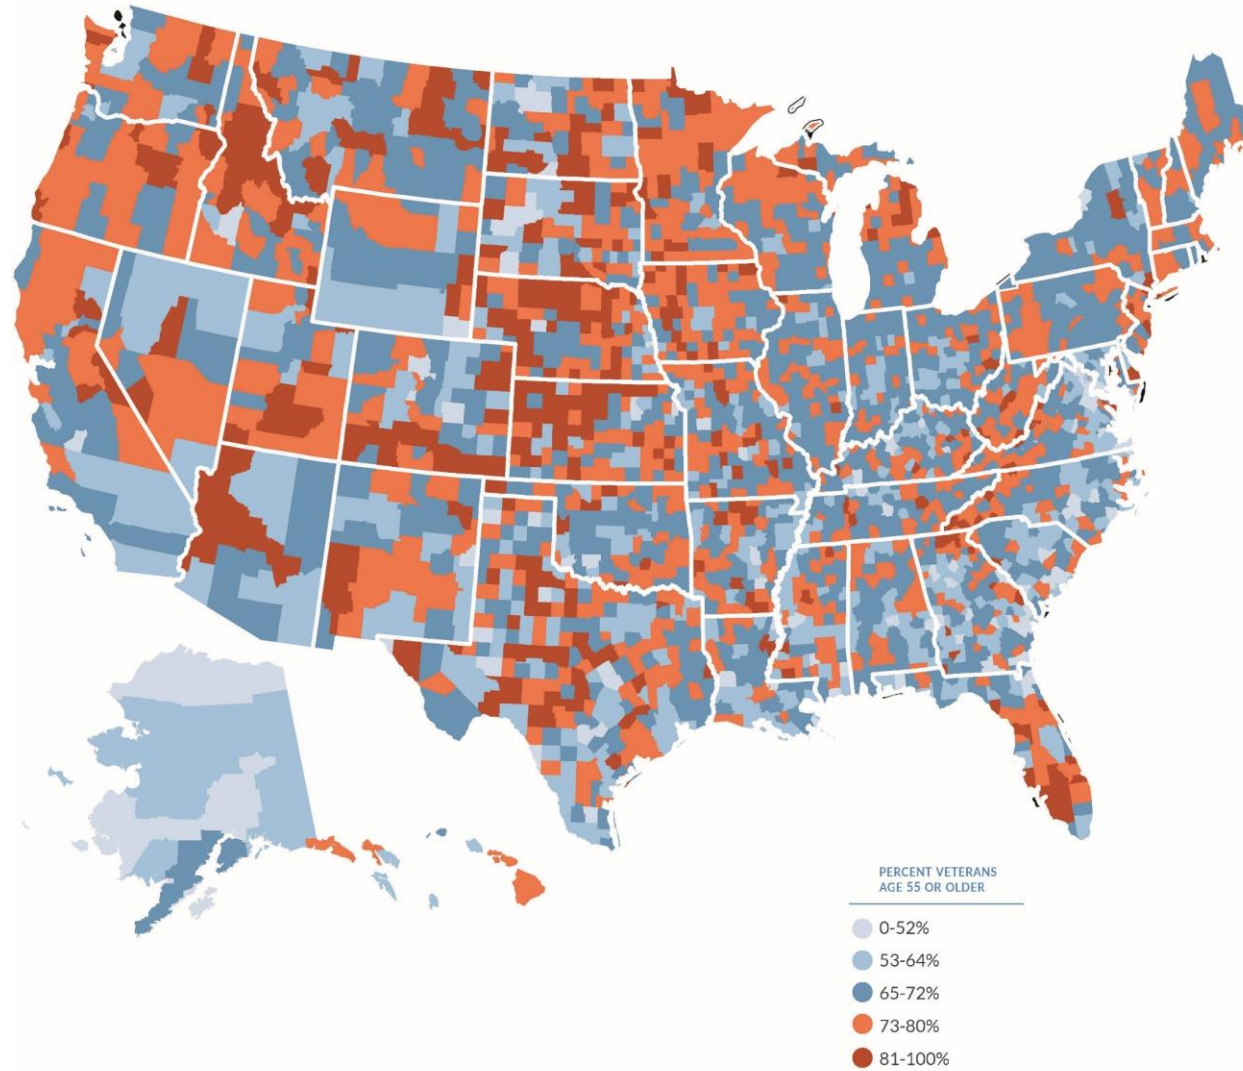 PERCENT VETERANS
AGE 55 OR OLDER
0-52%
53-64%
65-72%
73-80%
81-100%